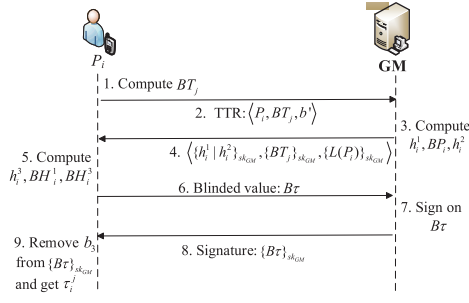 P_i
GM
1. Compute BT_j
2. TTR: ⟨P_i, BT_j, b'⟩
3. Compute
h_i^1, BP_i, h_i^2
4. ⟨{h_i^1 | h_i^2}_{sk_GM}, {BT_j}_{sk_GM}, {L(P_i)}_{sk_GM}⟩
5. Compute
h_i^3, BH_i^1, BH_i^3
6. Blinded value: Bτ
7. Sign on
Bτ
8. Signature: {Bτ}_{sk_GM}
9. Remove b_3
from {Bτ}_{sk_GM}
and get τ_i^j